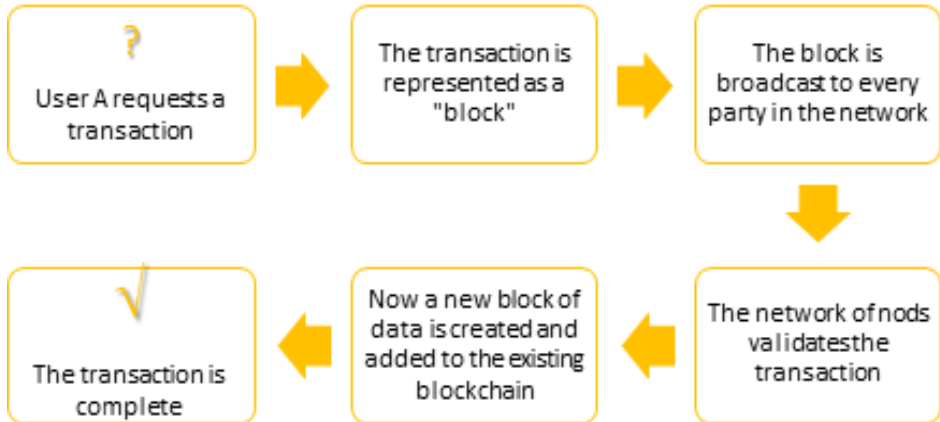 ?
User A requests a
transaction
The transaction is
represented as a
"block"
The block is
broadcast to every
party in the network
The network of nods
validates the
transaction
Now a new block of
data is created and
added to the existing
blockchain
√
The transaction is
complete